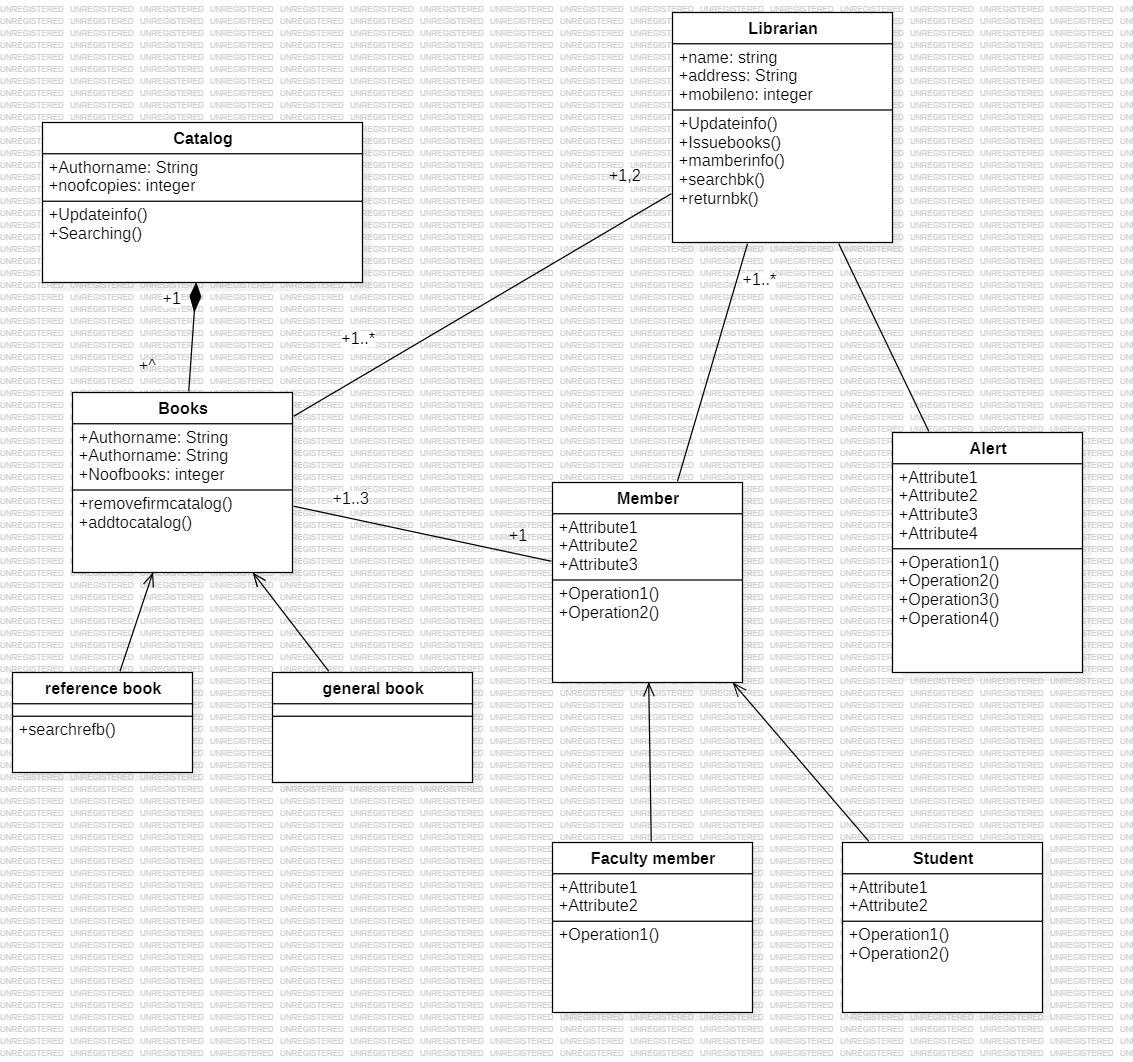 Librarian
+name: string
+address: String
+mobileno: integer
+Updateinfo()
+Issuebooks()
+mamberinfo()
+searchbk()
+returnbk()
Catalog
+Authorname: String
+noofcopies: integer
+Updateinfo()
+Searching()
+1,2
+1..*
+1
+1..*
+^
Books
+Authorname: String
+Authorname: String
+Noofbooks: integer
+removefirmcatalog()
+addtocatalog()
+1..3
+1
Member
+Attribute1
+Attribute2
+Attribute3
+Operation1()
+Operation2()
Alert
+Attribute1
+Attribute2
+Attribute3
+Attribute4
+Operation1()
+Operation2()
+Operation3()
+Operation4()
reference book
+searchrefb()
general book
Faculty member
+Attribute1
+Attribute2
+Operation1()
Student
+Attribute1
+Attribute2
+Operation1()
+Operation2()
UNREGISTERED